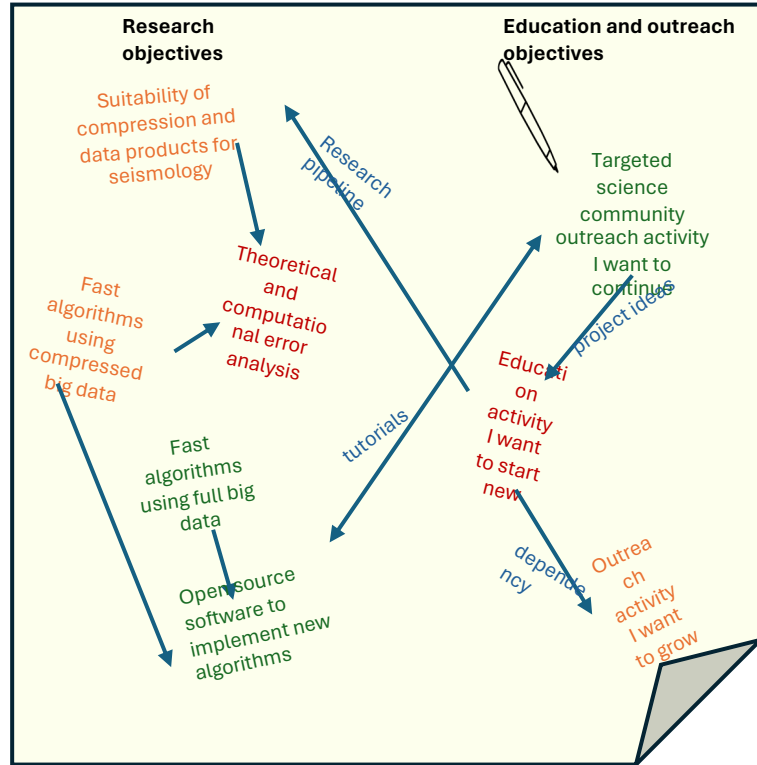 Research
objectives
Suitability of
compression and
data products for
seismology
Research
pipeline
Theoretical
and
computatio
nal error
analysis
Fast
algorithms
using
compressed
big data
tutorials
Fast
algorithms
using full big
data
Open source
software to
implement new
algorithms
Education and outreach
objectives
Targeted
science
community
outreach activity
I want to
continue
project ideas
Educati
on
activity
I want
to start
new
depende
ncy
Outrea
ch
activity
I want
to grow